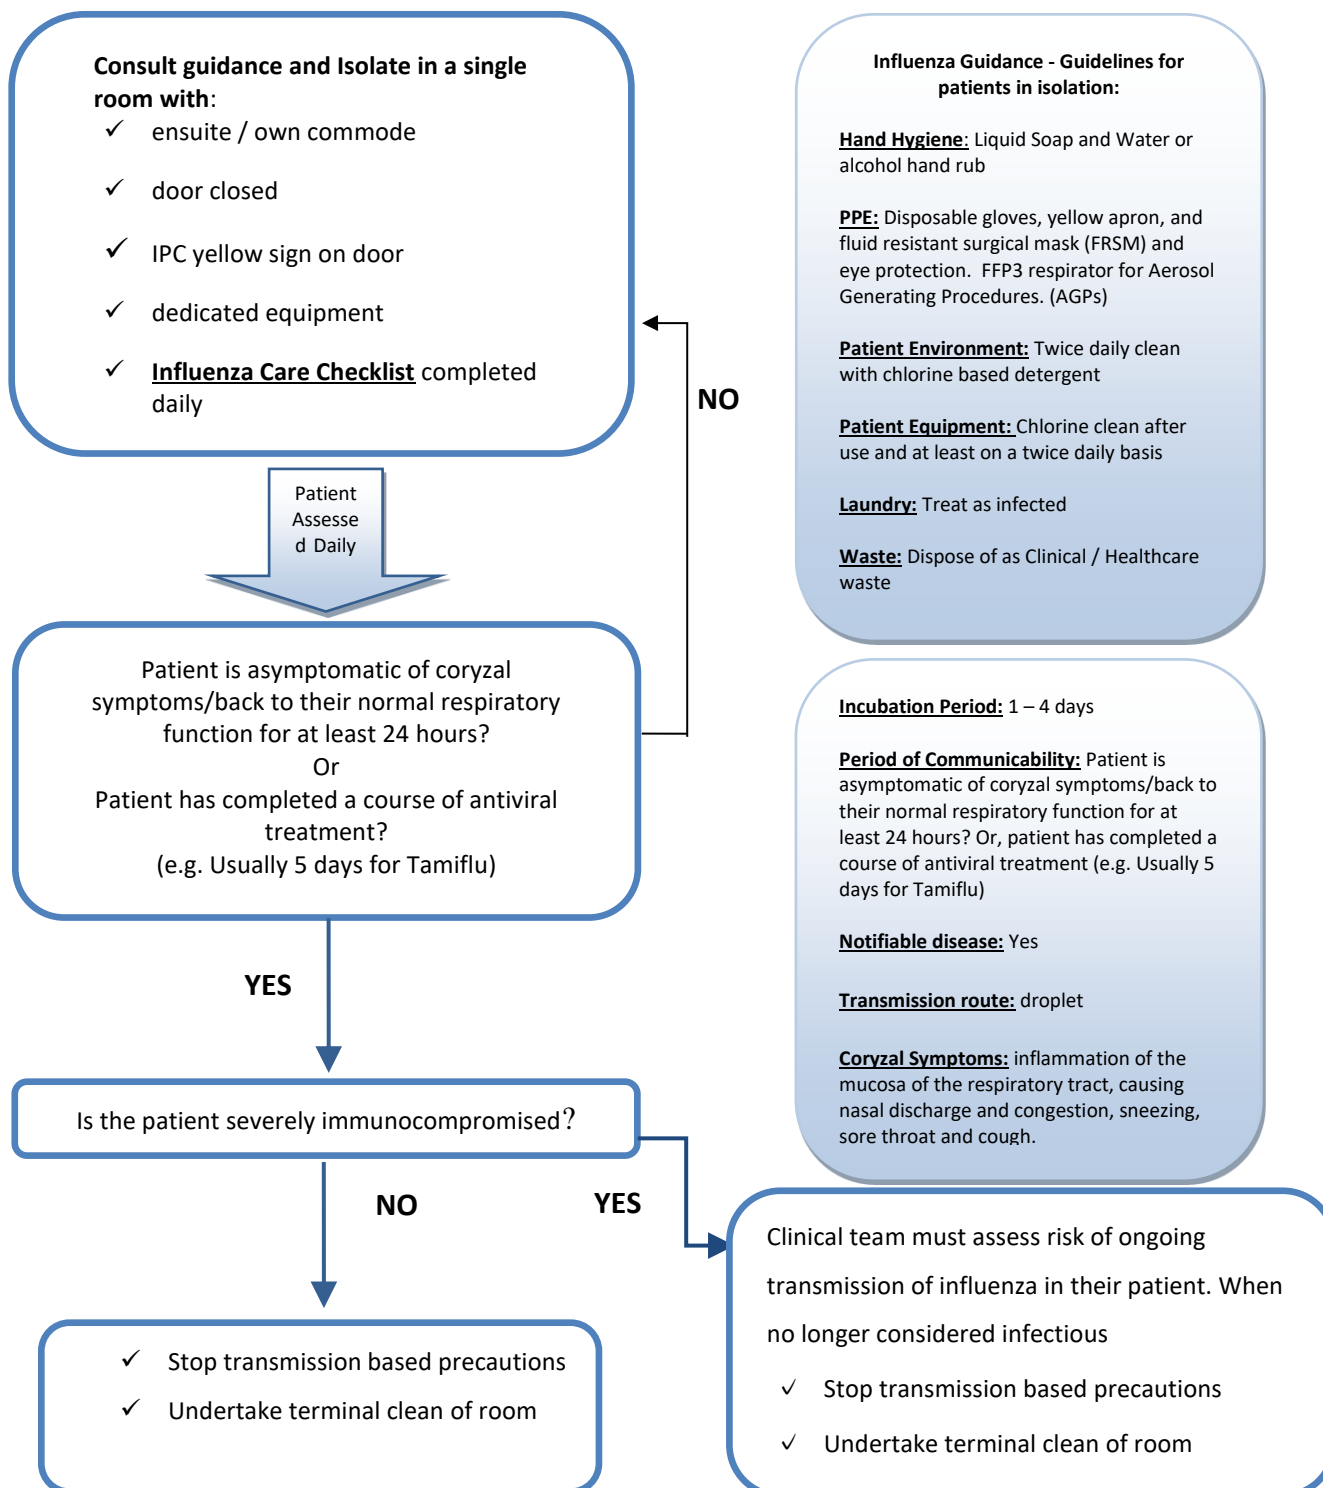 Consult guidance and Isolate in a single
room with:
✓ ensuite / own commode
✓ door closed
✓ IPC yellow sign on door
✓ dedicated equipment
✓ Influenza Care Checklist completed
daily
Patient
Assesse
d Daily
NO
Patient is asymptomatic of coryzal
symptoms/back to their normal respiratory
function for at least 24 hours?
Or
Patient has completed a course of antiviral
treatment?
(e.g. Usually 5 days for Tamiflu)
YES
Is the patient severely immunocompromised?
NO
YES
✓ Stop transmission based precautions
✓ Undertake terminal clean of room
Influenza Guidance - Guidelines for
patients in isolation:
Hand Hygiene: Liquid Soap and Water or
alcohol hand rub
PPE: Disposable gloves, yellow apron, and
fluid resistant surgical mask (FRSM) and
eye protection.  FFP3 respirator for Aerosol
Generating Procedures. (AGPs)
Patient Environment: Twice daily clean
with chlorine based detergent
Patient Equipment: Chlorine clean after
use and at least on a twice daily basis
Laundry: Treat as infected
Waste: Dispose of as Clinical / Healthcare
waste
Incubation Period: 1 – 4 days
Period of Communicability: Patient is
asymptomatic of coryzal symptoms/back to
their normal respiratory function for at
least 24 hours? Or, patient has completed a
course of antiviral treatment (e.g. Usually 5
days for Tamiflu)
Notifiable disease: Yes
Transmission route: droplet
Coryzal Symptoms: inflammation of the
mucosa of the respiratory tract, causing
nasal discharge and congestion, sneezing,
sore throat and cough.
Clinical team must assess risk of ongoing
transmission of influenza in their patient. When
no longer considered infectious
✓ Stop transmission based precautions
✓ Undertake terminal clean of room